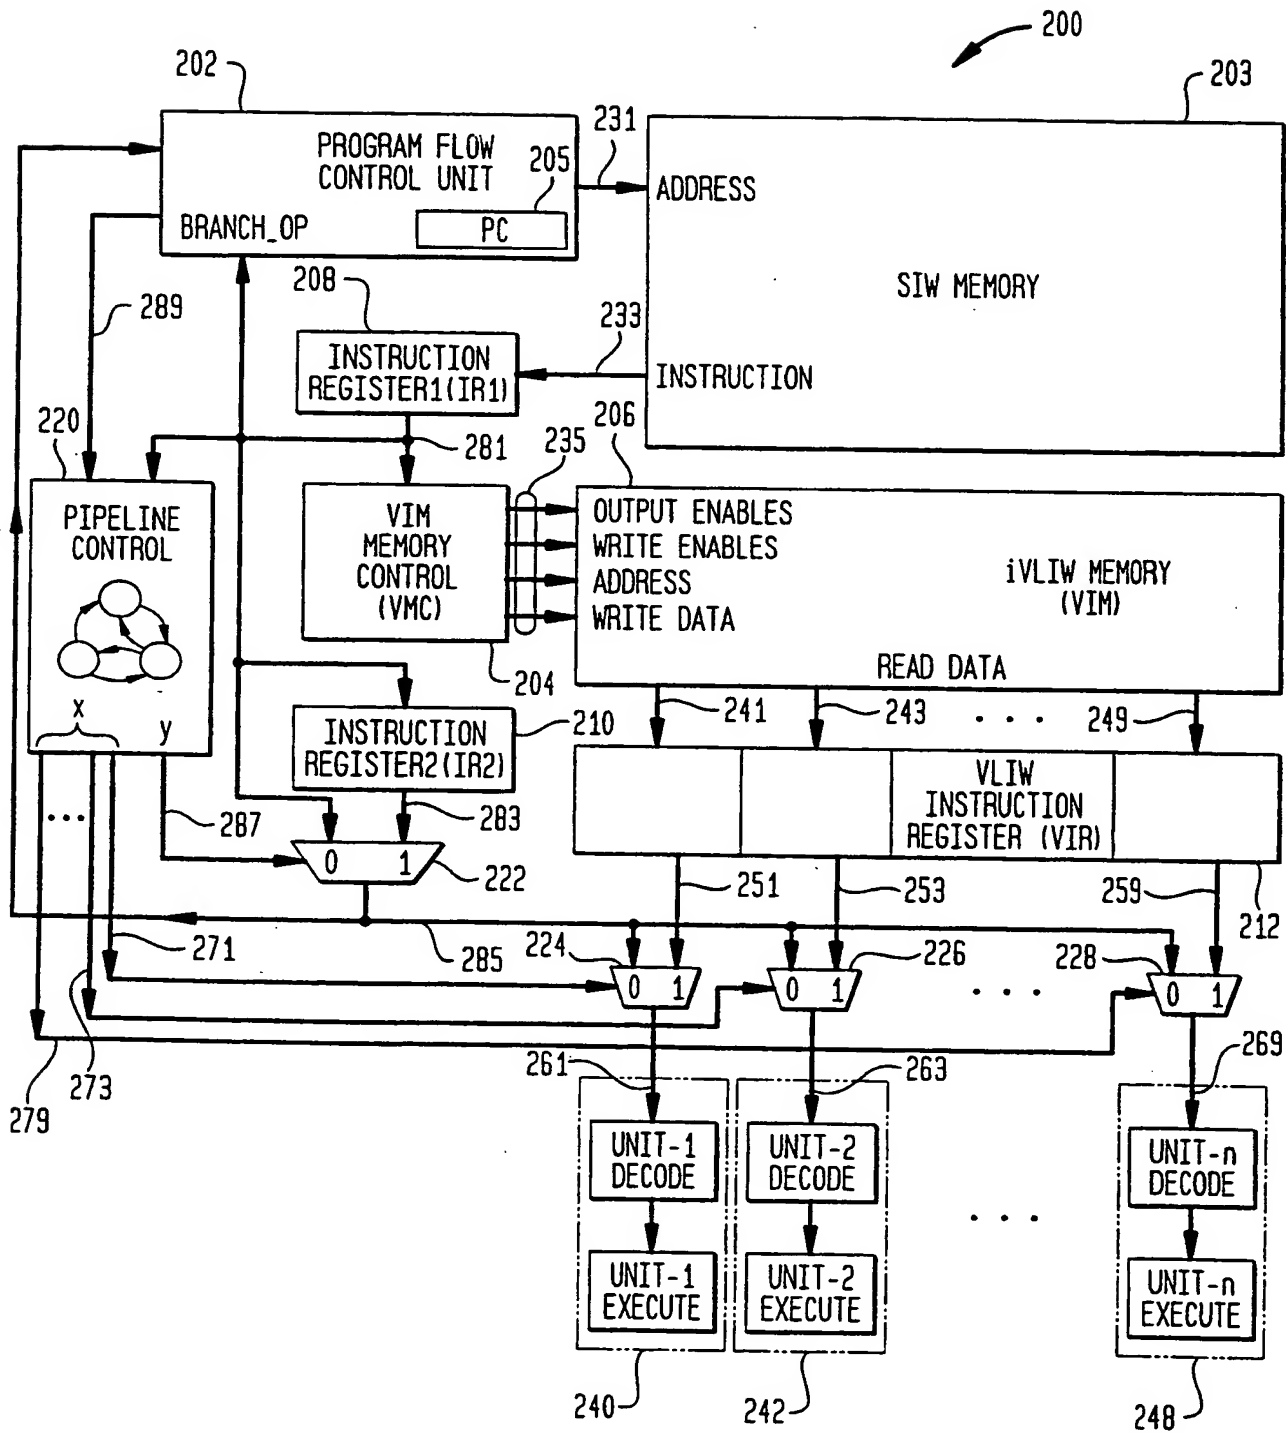 200
202
203
PROGRAM FLOW
CONTROL UNIT
205
PC
BRANCH_OP
231
ADDRESS
SIW MEMORY
208
289
233
INSTRUCTION
REGISTER1(IR1)
INSTRUCTION
220
281
235
206
PIPELINE
CONTROL
VIM
MEMORY
CONTROL
(VMC)
OUTPUT ENABLES
WRITE ENABLES
ADDRESS
WRITE DATA
iVLIW MEMORY
(VIM)
READ DATA
204
x
y
INSTRUCTION
REGISTER2(IR2)
210
241
243
. . .
249
VLIW
INSTRUCTION
REGISTER (VIR)
...
287
283
0 1
222
251
253
259
212
271
285
224
0 1
226
0 1
. . .
228
0 1
279
273
261
263
269
UNIT-1
DECODE
UNIT-2
DECODE
UNIT-n
DECODE
. . .
UNIT-1
EXECUTE
UNIT-2
EXECUTE
UNIT-n
EXECUTE
240
242
248